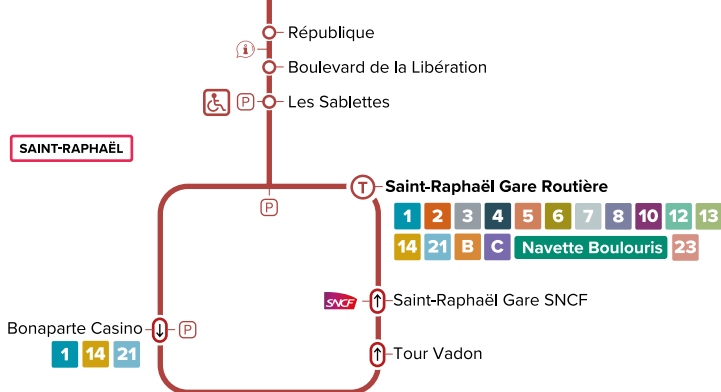 République
i
Boulevard de la Libération
P
Les Sablettes
SAINT-RAPHAËL
T
Saint-Raphaël Gare Routière
P
1 2 3 4 5 6 7 8 10 12 13
14 21 B C Navette Boulouris 23
SNCF
Saint-Raphaël Gare SNCF
Bonaparte Casino
P
1 14 21
Tour Vadon